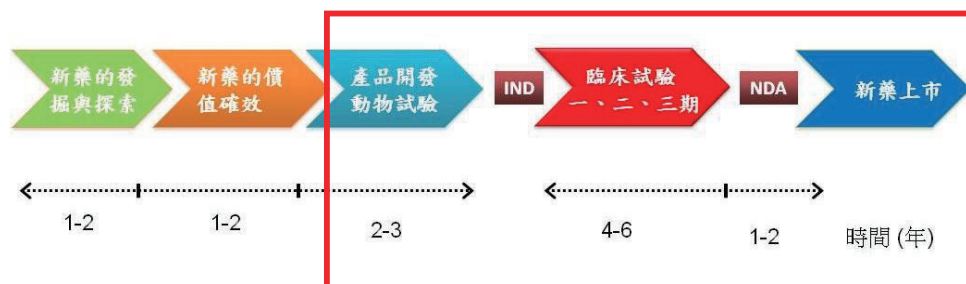 新藥的發
掘與探索
新藥的價
值確效
產品開發
動物試驗
IND
臨床試驗
一、二、三期
NDA
新藥上市
1-2
1-2
2-3
4-6
1-2
時間 (年)